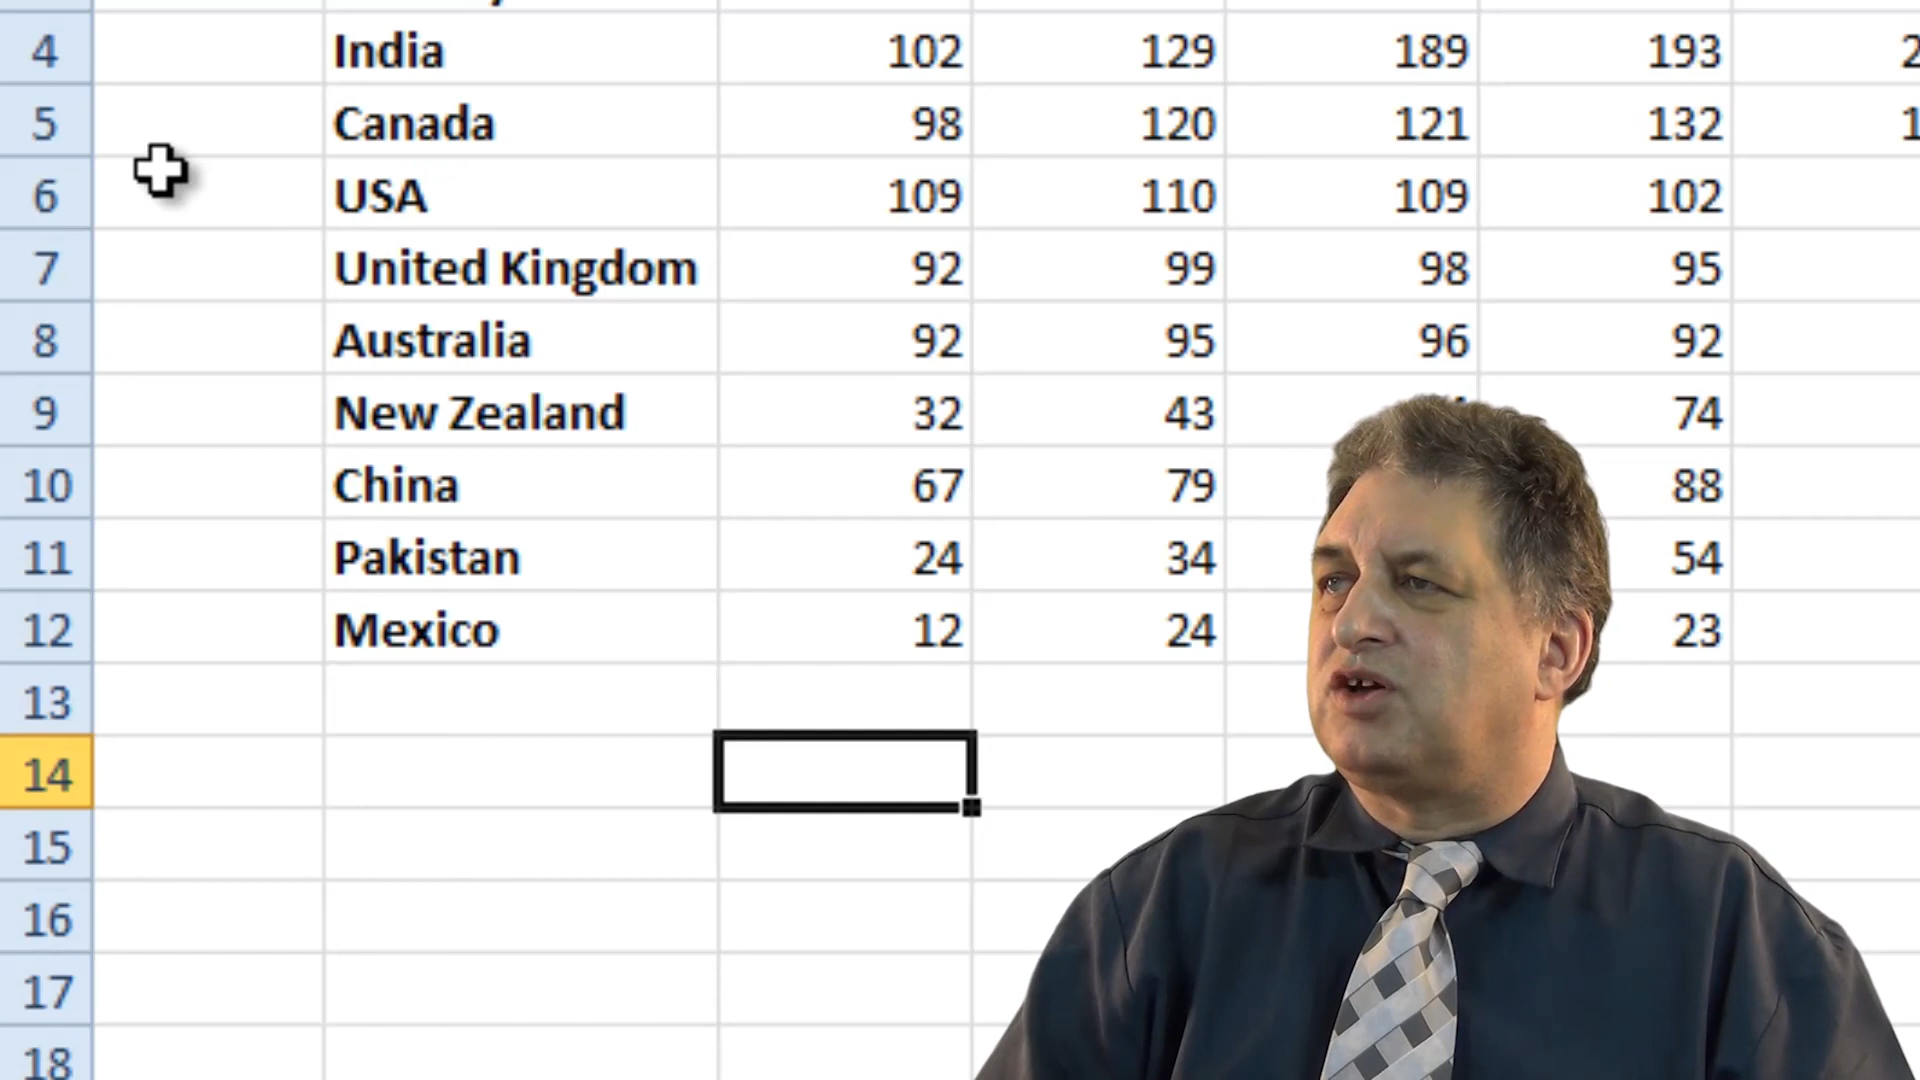 4 India 102 129 189 193 2
5 Canada 98 120 121 132 1
6 USA 109 110 109 102
7 United Kingdom 92 99 98 95
8 Australia 92 95 96 92
9 New Zealand 32 43 74
10 China 67 79 88
11 Pakistan 24 34 54
12 Mexico 12 24 23
13
14
15
16
17
18